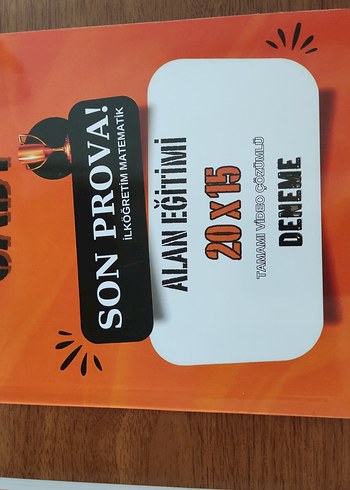 SON PROVA!
İLKÖĞRETİM MATEMATİK
ALAN EĞİTİMİ
20 x 15
TAMAMI VİDEO ÇÖZÜMLÜ
DENEME